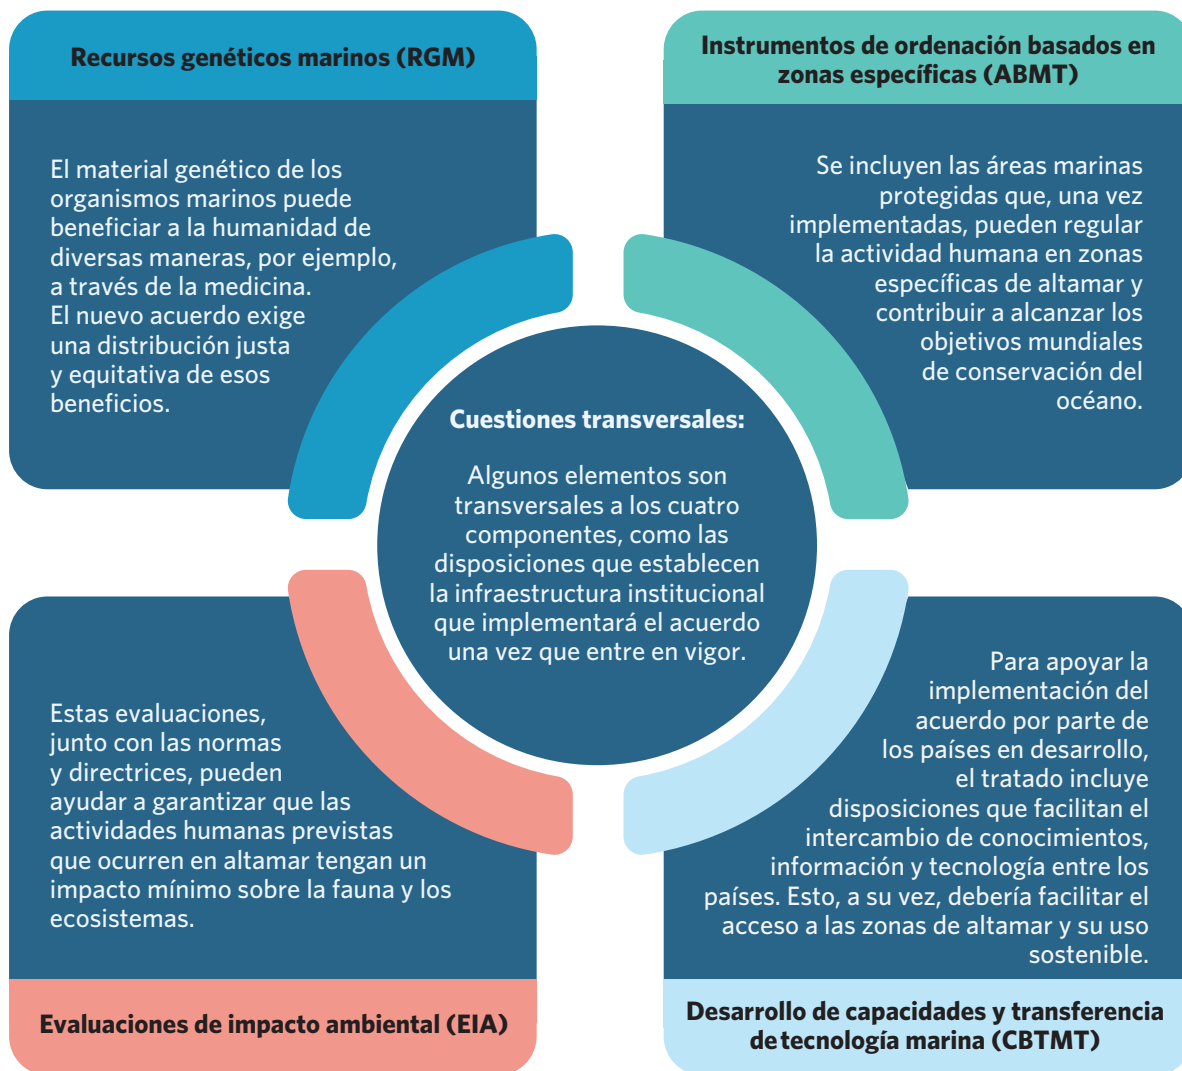 Recursos genéticos marinos (RGM)
El material genético de los
organismos marinos puede
beneficiar a la humanidad de
diversas maneras, por ejemplo,
a través de la medicina.
El nuevo acuerdo exige
una distribución justa
y equitativa de esos
beneficios.
Instrumentos de ordenación basados en
zonas específicas (ABMT)
Se incluyen las áreas marinas
protegidas que, una vez
implementadas, pueden regular
la actividad humana en zonas
específicas de altamar y
contribuir a alcanzar los
objetivos mundiales
de conservación del
océano.
Cuestiones transversales:
Algunos elementos son
transversales a los cuatro
componentes, como las
disposiciones que establecen
la infraestructura institucional
que implementará el acuerdo
una vez que entre en vigor.
Estas evaluaciones,
junto con las normas
y directrices, pueden
ayudar a garantizar que las
actividades humanas previstas
que ocurren en altamar tengan un
impacto mínimo sobre la fauna y los
ecosistemas.
Evaluaciones de impacto ambiental (EIA)
Para apoyar la
implementación del
acuerdo por parte de
los países en desarrollo,
el tratado incluye
disposiciones que facilitan el
intercambio de conocimientos,
información y tecnología entre los
países. Esto, a su vez, debería facilitar el
acceso a las zonas de altamar y su uso
sostenible.
Desarrollo de capacidades y transferencia
de tecnología marina (CBTMT)